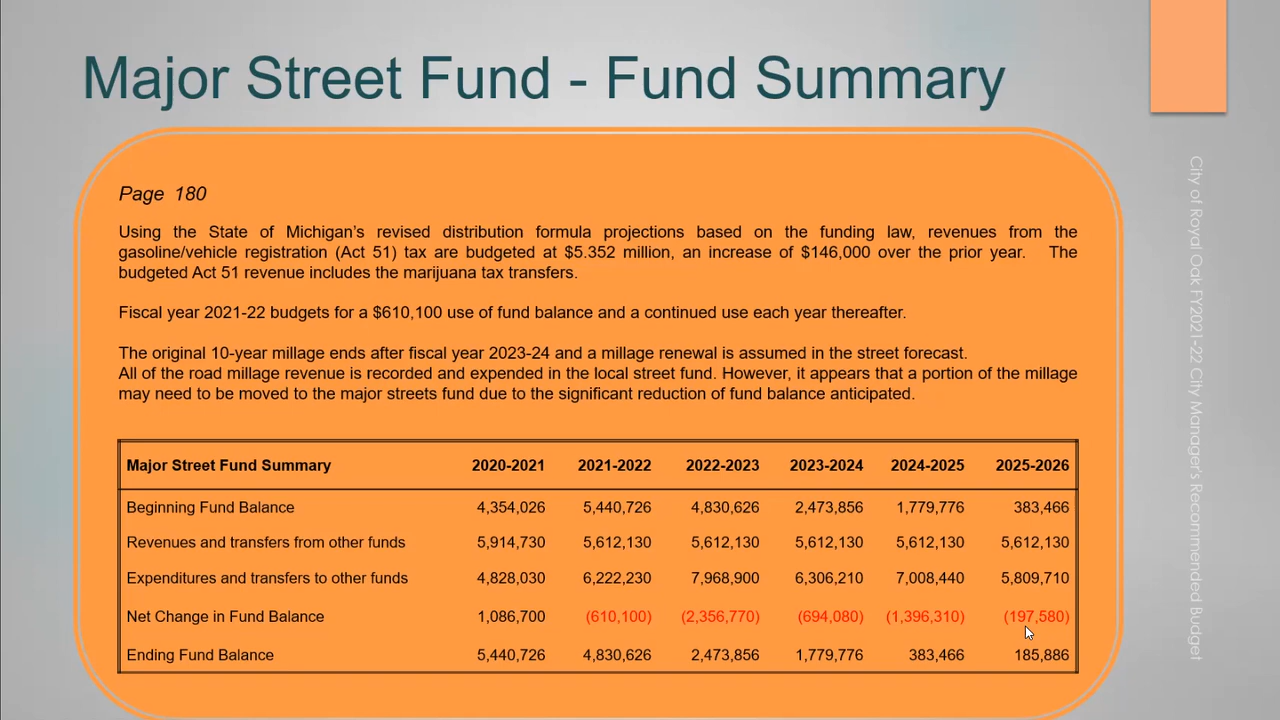 Major Street Fund - Fund Summary
Page 180
Using the State of Michigan's revised distribution formula projections based on the funding law, revenues from the
gasoline/vehicle registration (Act 51) tax are budgeted at $5.352 million, an increase of $146,000 over the prior year. The
budgeted Act 51 revenue includes the marijuana tax transfers.
Fiscal year 2021-22 budgets for a $610,100 use of fund balance and a continued use each year thereafter.
The original 10-year millage ends after fiscal year 2023-24 and a millage renewal is assumed in the street forecast.
All of the road millage revenue is recorded and expended in the local street fund. However, it appears that a portion of the millage
may need to be moved to the major streets fund due to the significant reduction of fund balance anticipated.
Major Street Fund Summary 2020-2021 2021-2022 2022-2023 2023-2024 2024-2025 2025-2026
Beginning Fund Balance 4,354,026 5,440,726 4,830,626 2,473,856 1,779,776 383,466
Revenues and transfers from other funds 5,914,730 5,612,130 5,612,130 5,612,130 5,612,130 5,612,130
Expenditures and transfers to other funds 4,828,030 6,222,230 7,968,900 6,306,210 7,008,440 5,809,710
Net Change in Fund Balance 1,086,700 (610,100) (2,356,770) (694,080) (1,396,310) (197,580)
Ending Fund Balance 5,440,726 4,830,626 2,473,856 1,779,776 383,466 185,886
City of Royal Oak FY2021-22 City Manager's Recommended Budget